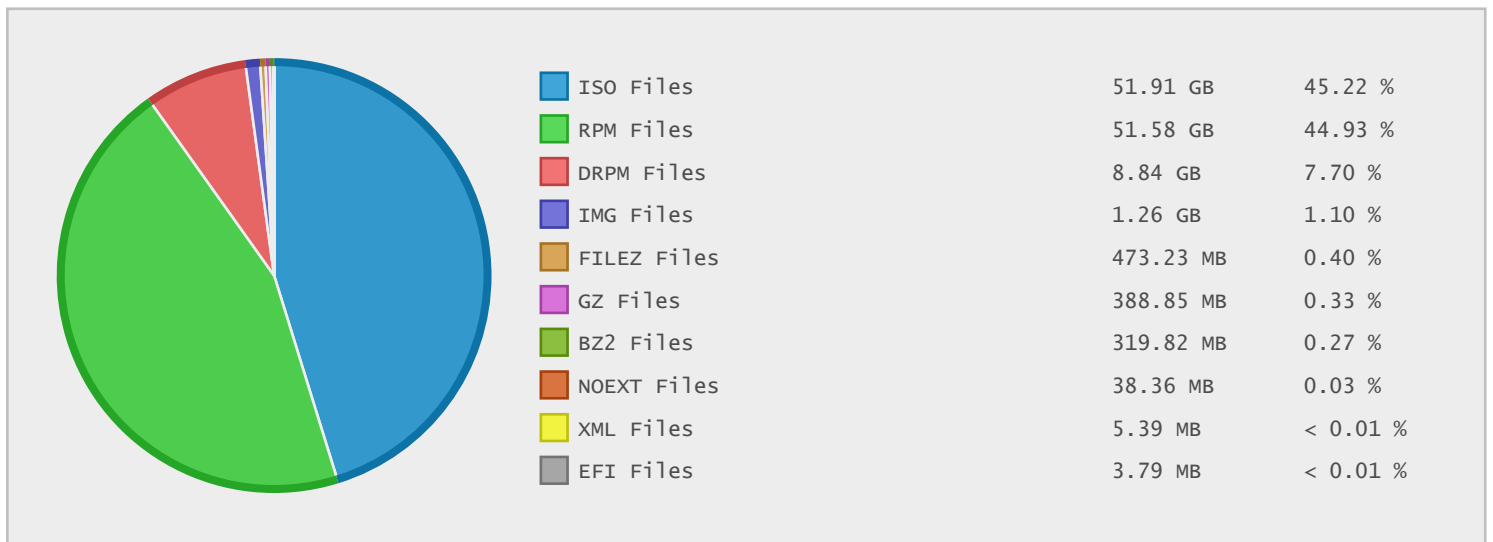 ISO Files 51.91 GB 45.22 %
RPM Files 51.58 GB 44.93 %
DRPM Files 8.84 GB 7.70 %
IMG Files 1.26 GB 1.10 %
FILEZ Files 473.23 MB 0.40 %
GZ Files 388.85 MB 0.33 %
BZ2 Files 319.82 MB 0.27 %
NOEXT Files 38.36 MB 0.03 %
XML Files 5.39 MB < 0.01 %
EFI Files 3.79 MB < 0.01 %